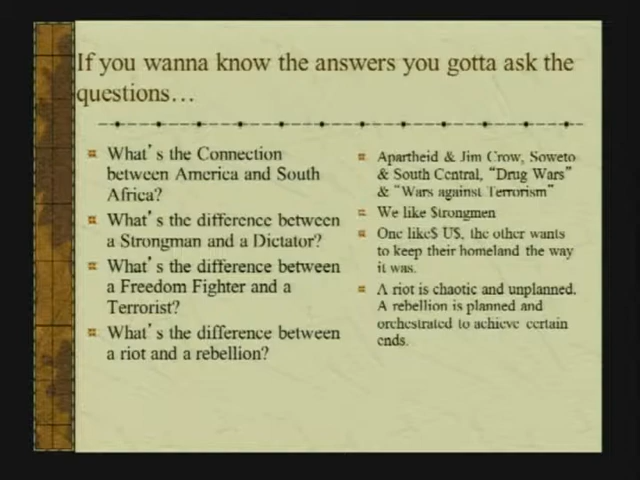 If you wanna know the answers you gotta ask the
questions…
What's the Connection
between America and South
Africa?
What's the difference between
a Strongman and a Dictator?
What's the difference between
a Freedom Fighter and a
Terrorist?
What's the difference between
a riot and a rebellion?
Apartheid & Jim Crow, Soweto
& South Central, "Drug Wars"
& "Wars against Terrorism"
We like $trongmen
One like$ U$, the other wants
to keep their homeland the way
it was.
A riot is chaotic and unplanned.
A rebellion is planned and
orchestrated to achieve certain
ends.